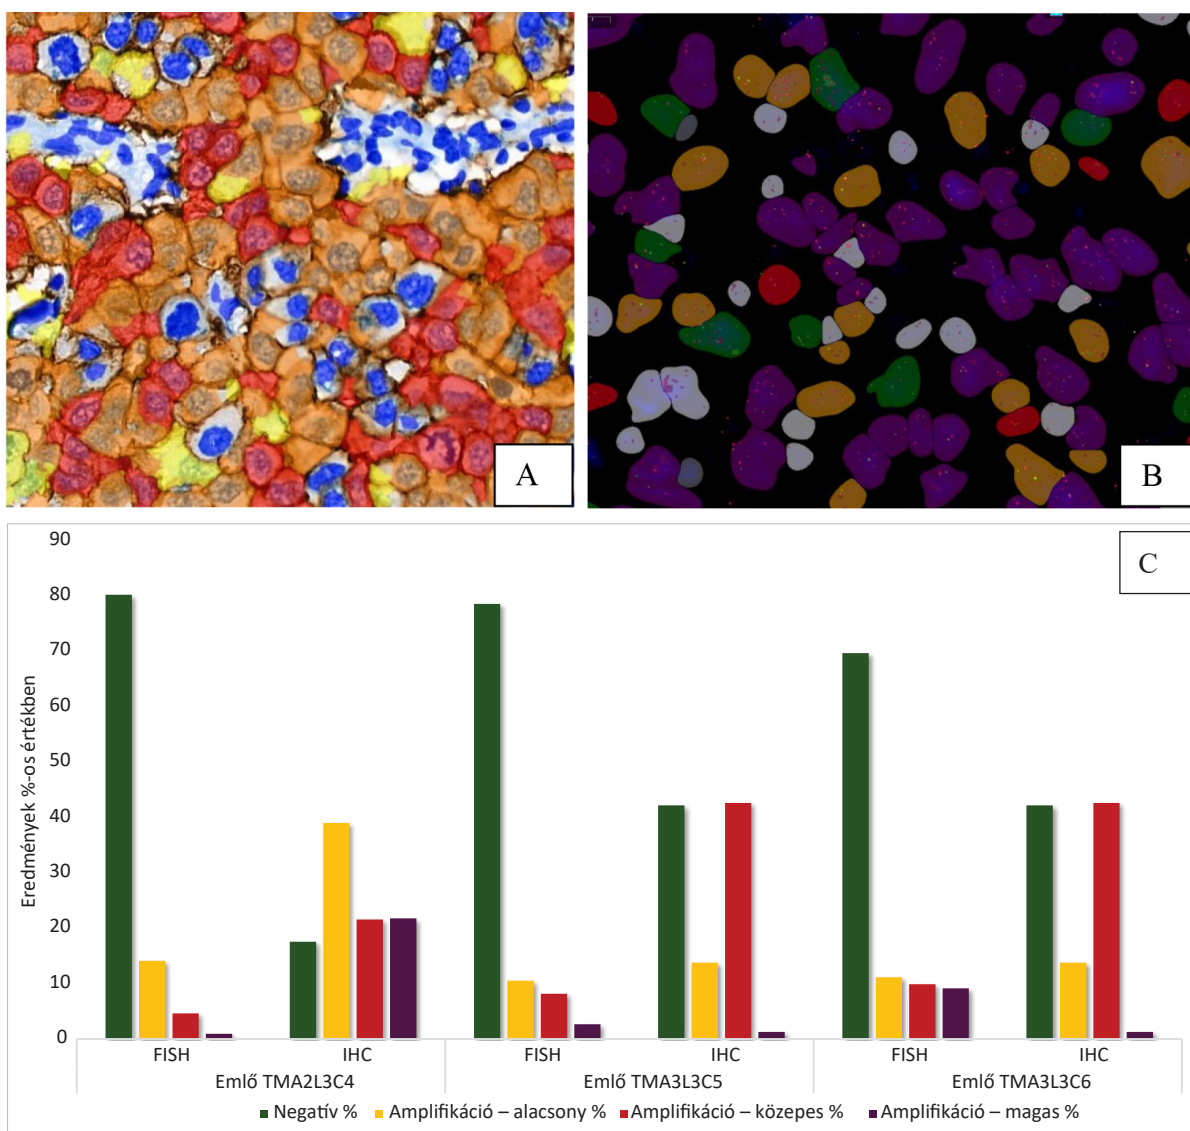 A
B
C
Eredmények %-os értékben
90
80
70
60
50
40
30
20
10
0
FISH IHC FISH IHC FISH IHC
Emlő TMA2L3C4 Emlő TMA3L3C5 Emlő TMA3L3C6
Negatív % Amplifikáció – alacsony % Amplifikáció – közepes % Amplifikáció – magas %